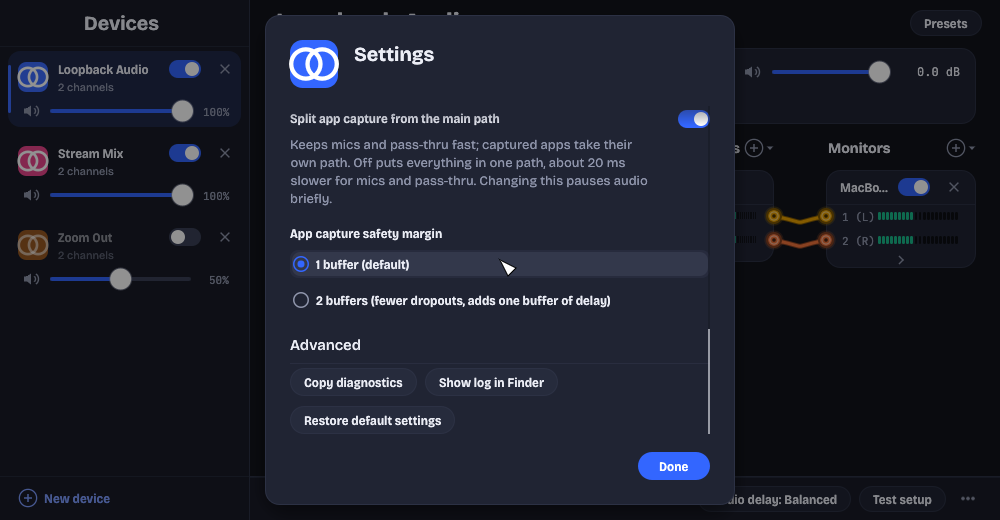 Devices
Presets
Loopback Audio
2 channels
100%
Stream Mix
2 channels
100%
Zoom Out
2 channels
50%
New device
Settings
Split app capture from the main path
Keeps mics and pass-thru fast; captured apps take their
own path. Off puts everything in one path, about 20 ms
slower for mics and pass-thru. Changing this pauses audio
briefly.
App capture safety margin
1 buffer (default)
2 buffers (fewer dropouts, adds one buffer of delay)
Advanced
Copy diagnostics
Show log in Finder
Restore default settings
Done
0.0 dB
Monitors
MacBo...
1 (L)
2 (R)
delay: Balanced
Test setup